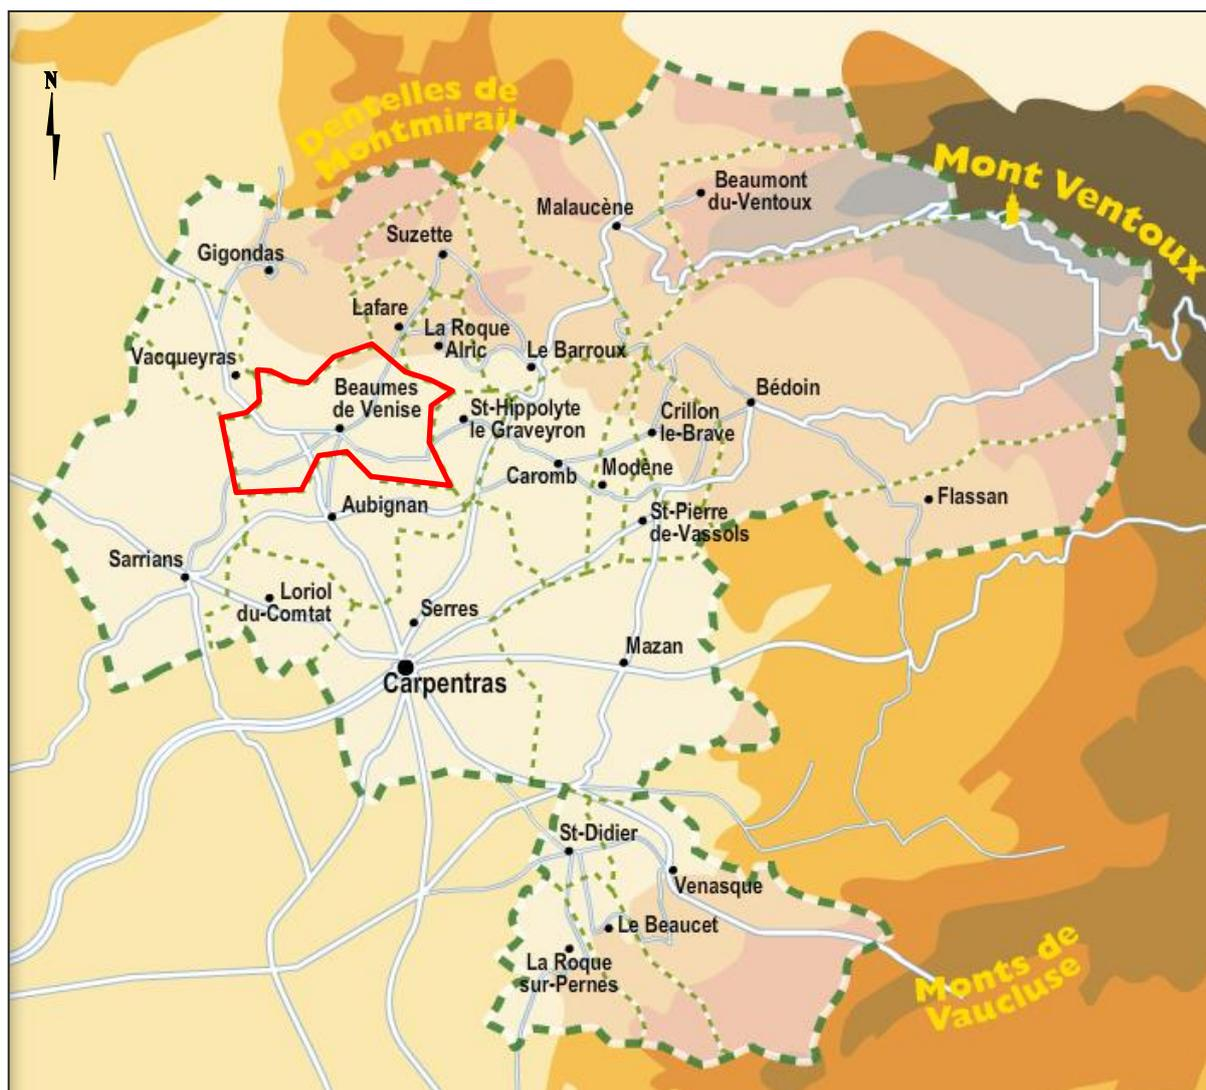 N
Dentelles de
Montmirail
Mont Ventoux
Beaumont
du-Ventoux
Malaucène
Suzette
Gigondas
Lafare
La Roque
Alric
Le Barroux
Vacqueyras
Beaumes
de Venise
Bédoin
St-Hippolyte
le Graveyron
Crillon
le-Brave
Caromb
Modène
Flassan
Aubignan
St-Pierre
de-Vassols
Sarrians
Loriol
du-Comtat
Serres
Mazan
Carpentras
St-Didier
Venasque
Le Beaucet
La Roque
sur-Pernes
Monts de
Vaucluse